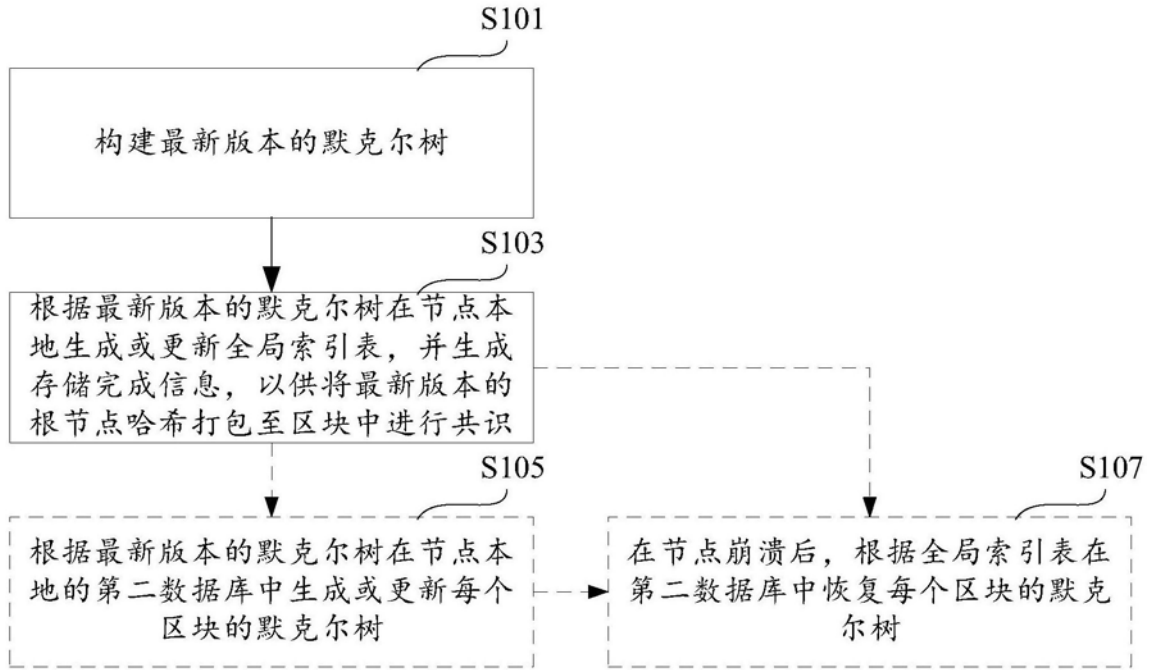 S101
构建最新版本的默克尔树
S103
根据最新版本的默克尔树在节点本
地生成或更新全局索引表，并生成
存储完成信息，以供将最新版本的
根节点哈希打包至区块中进行共识
S105
根据最新版本的默克尔树在节点本
地的第二数据库中生成或更新每个
区块的默克尔树
S107
在节点崩溃后，根据全局索引表在
第二数据库中恢复每个区块的默克
尔树